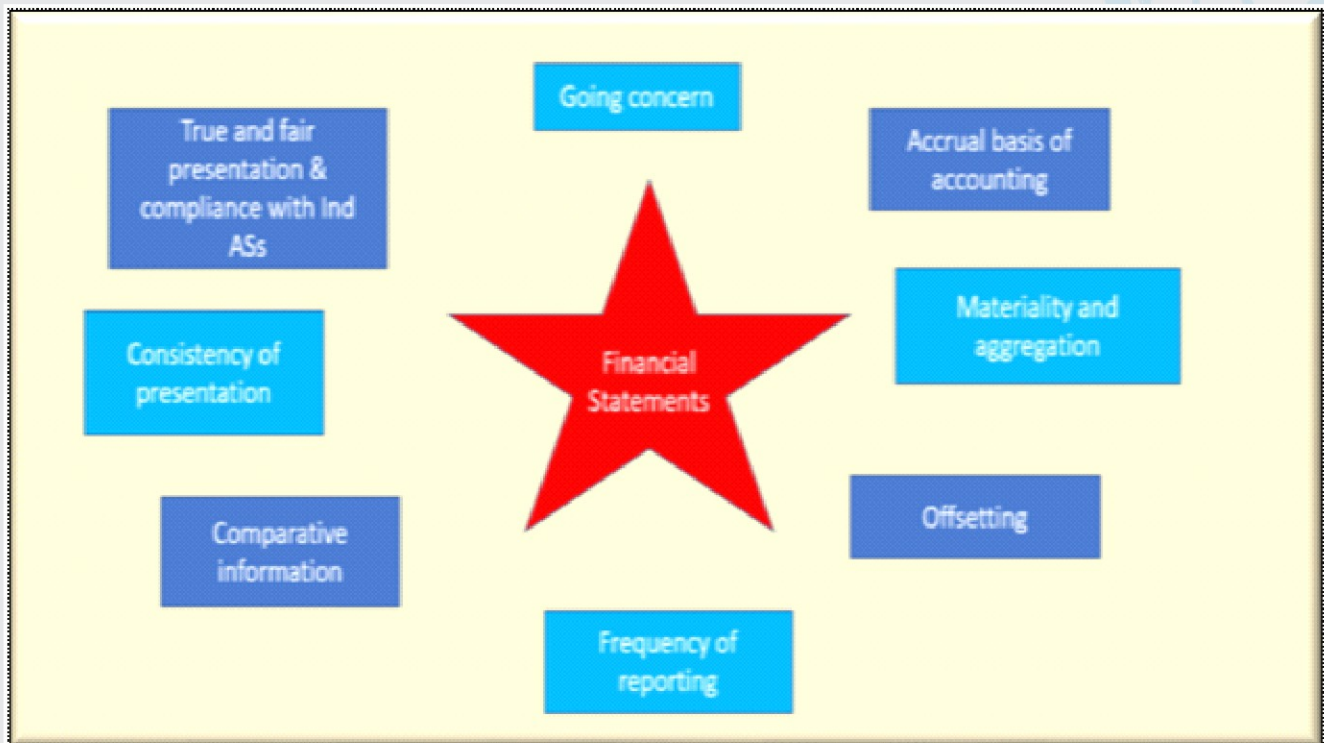 Going concern
True and fair
presentation &
compliance with Ind
ASs
Accrual basis of
accounting
Materiality and
aggregation
Consistency of
presentation
Financial
Statements
Comparative
information
Offsetting
Frequency of
reporting